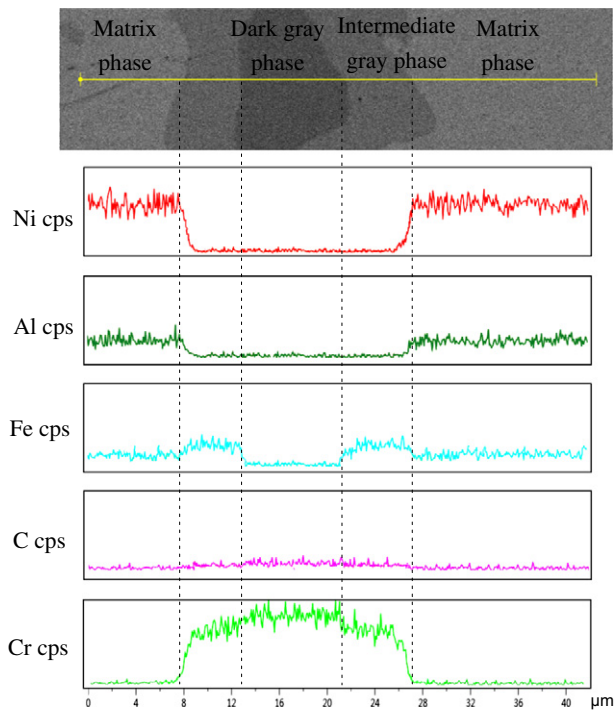 Matrix
phase
Dark gray
phase
Intermediate
gray phase
Matrix
phase
Ni cps
Al cps
Fe cps
C cps
Cr cps
0 4 8 12 16 20 24 28 32 36 40 μm